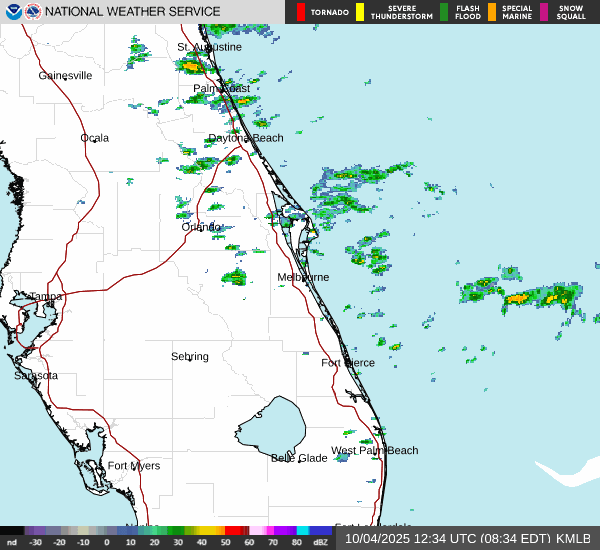 NATIONAL WEATHER SERVICE
TORNADO
SEVERE THUNDERSTORM
FLASH FLOOD
SPECIAL MARINE
SNOW SQUALL
St. Augustine
Gainesville
Palm Coast
Ocala
Daytona Beach
Orlando
Melbourne
Tampa
Sebring
Fort Pierce
Sarasota
West Palm Beach
Belle Glade
Fort Myers
Fort Lauderdale
nd -30 -20 -10 0 10 20 30 40 50 60 70 80 dBZ
10/04/2025 12:34 UTC (08:34 EDT) KMLB